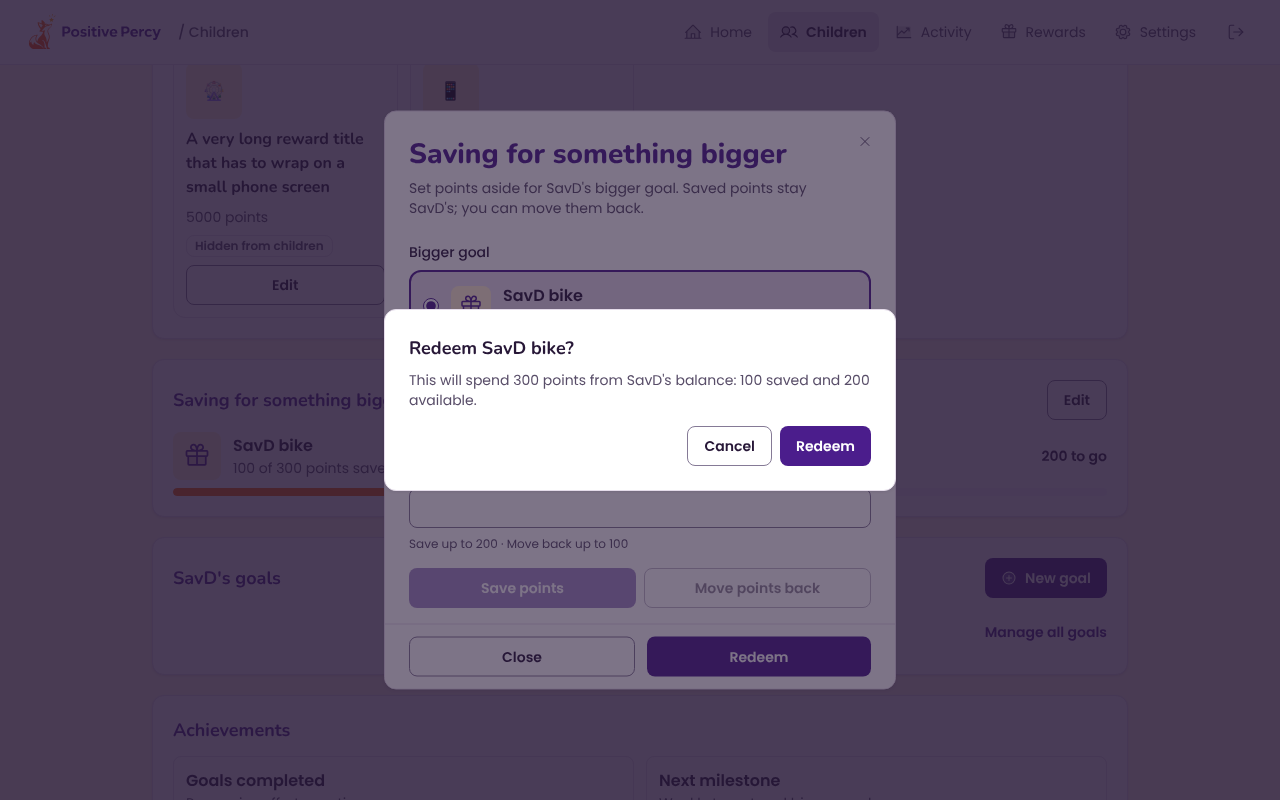 Positive Percy
/ Children
Home
Children
Activity
Rewards
Settings
A very long reward title
that has to wrap on a
small phone screen
5000 points
Hidden from children
Edit
Saving for something bigger
Set points aside for SavD's bigger goal. Saved points stay
SavD's; you can move them back.
Bigger goal
SavD bike
Redeem SavD bike?
This will spend 300 points from SavD's balance: 100 saved and 200
available.
Cancel
Redeem
Saving for something big
Edit
SavD bike
100 of 300 points save
200 to go
Save up to 200 · Move back up to 100
Save points
Move points back
Close
Redeem
SavD's goals
New goal
Manage all goals
Achievements
Goals completed
Next milestone